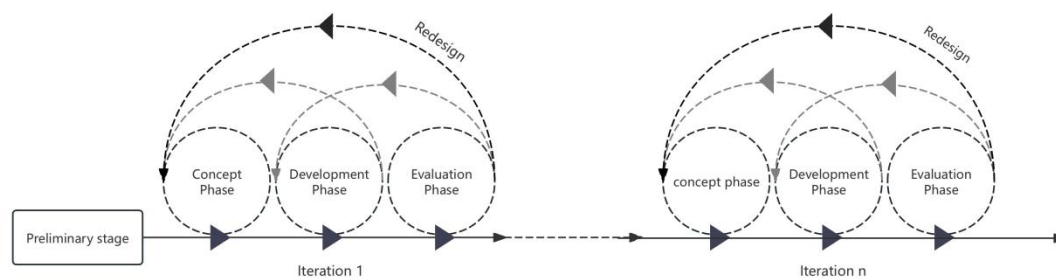 Redesign
Redesign
Concept
Phase
Development
Phase
Evaluation
Phase
concept phase
Development
Phase
Evaluation
Phase
Preliminary stage
Iteration 1
Iteration n